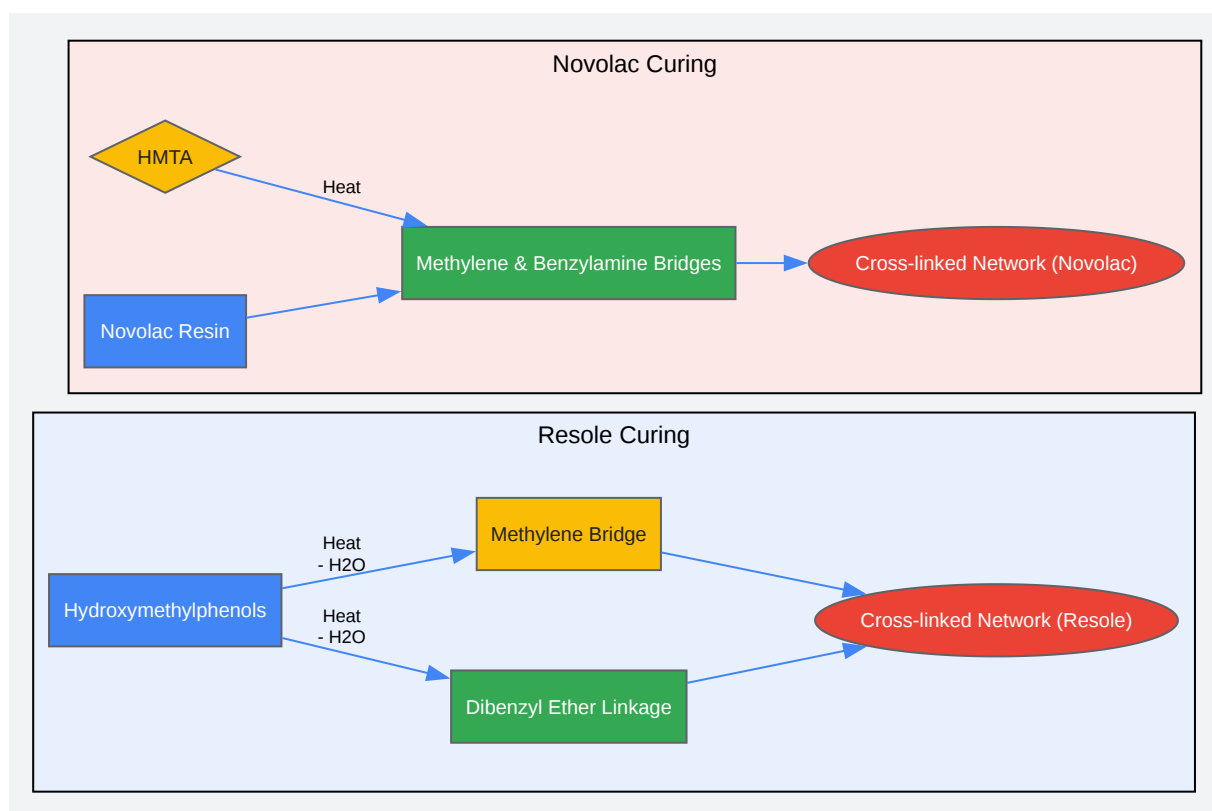 Novolac Curing
HMTA
Heat
Methylene & Benzylamine Bridges
Cross-linked Network (Novolac)
Novolac Resin
Resole Curing
Heat
- H2O
Methylene Bridge
Hydroxymethylphenols
Heat
- H2O
Cross-linked Network (Resole)
Dibenzyl Ether Linkage